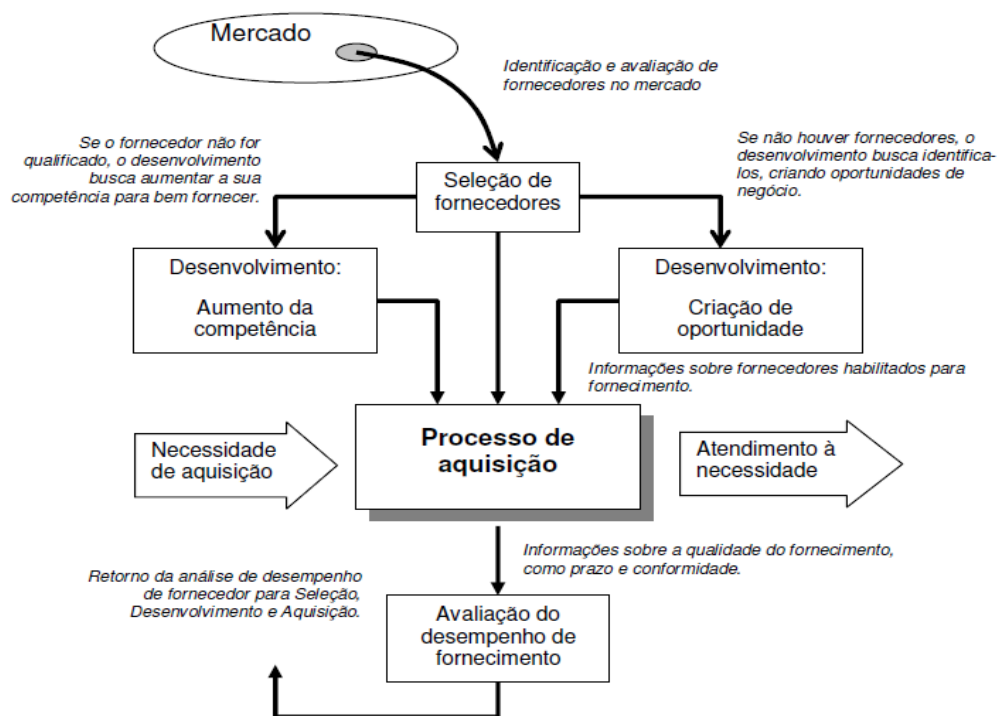 Mercado
Identificação e avaliação de
fornecedores no mercado
Se o fornecedor não for
qualificado, o desenvolvimento
busca aumentar a sua
competência para bem fornecer.
Se não houver fornecedores, o
desenvolvimento busca identifica-
los, criando oportunidades de
negócio.
Seleção de
fornecedores
Desenvolvimento:
Aumento da
competência
Desenvolvimento:
Criação de
oportunidade
Informações sobre fornecedores habilitados para
fornecimento.
Necessidade
de aquisição
Processo de
aquisição
Atendimento à
necessidade
Informações sobre a qualidade do fornecimento,
como prazo e conformidade.
Retorno da análise de desempenho
de fornecedor para Seleção,
Desenvolvimento e Aquisição.
Avaliação do
desempenho de
fornecimento